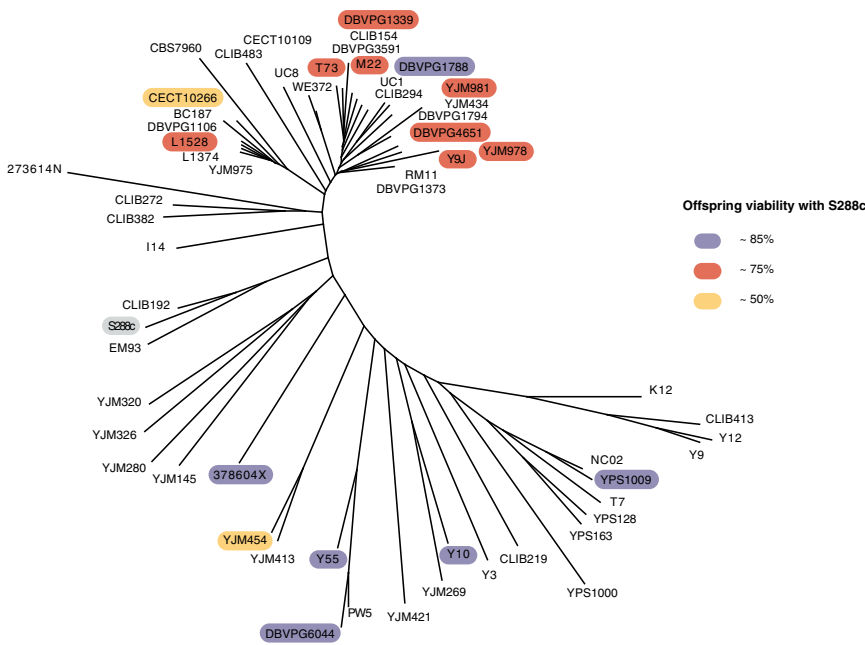 DBVPG1339
CLIB154
CECT10109
DBVPG3591
CBS7960
CLIB483
T73
M22
DBVPG1788
UC8
UC1
WE372
CLIB294
YJM981
CECT10266
YJM434
BC187
DBVPG1794
DBVPG1106
DBVPG4651
L1528
L1374
Y9J
YJM978
YJM975
273614N
RM11
DBVPG1373
CLIB272
CLIB382
Offspring viability with S288c
~ 85%
I14
~ 75%
~ 50%
CLIB192
S288c
EM93
K12
YJM320
CLIB413
YJM326
Y12
Y9
YJM280
NC02
YJM145
378604X
YPS1009
T7
YPS128
YPS163
YJM454
YJM413
Y55
Y10
CLIB219
Y3
YJM269
YPS1000
PW5
YJM421
DBVPG6044